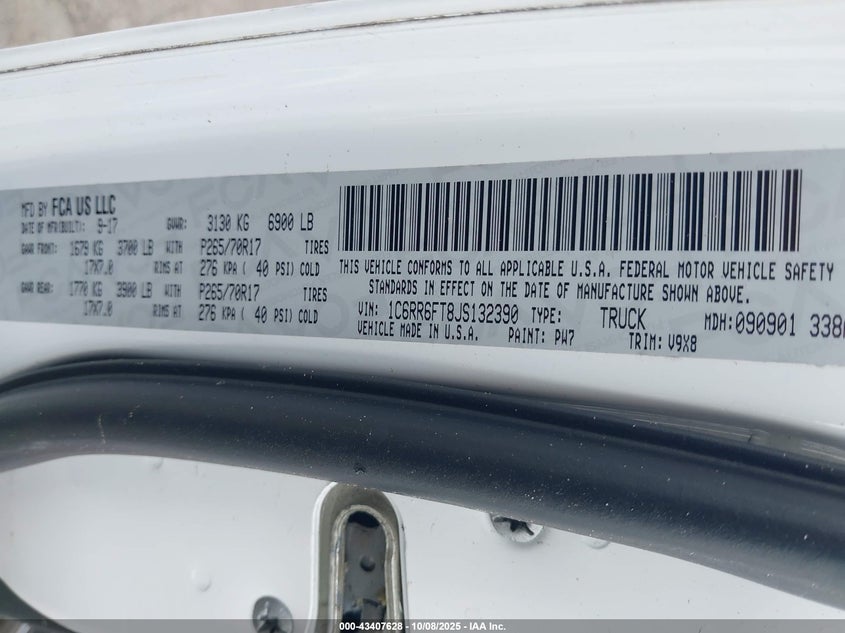 MFD BY FCA US LLC
DATE OF MFR(BUILT): 9-17 GVWR: 3130 KG 6900 LB
GAWR FRONT: 1679 KG 3700 LB WITH P265/70R17 TIRES
17X7.0 RIMS AT 276 KPA ( 40 PSI) COLD
GAWR REAR: 1770 KG 3900 LB WITH P265/70R17 TIRES
17X7.0 RIMS AT 276 KPA ( 40 PSI) COLD
THIS VEHICLE CONFORMS TO ALL APPLICABLE U.S.A. FEDERAL MOTOR VEHICLE SAFETY
STANDARDS IN EFFECT ON THE DATE OF MANUFACTURE SHOWN ABOVE.
VIN: 1C6RR6FT8JS132390 TYPE: TRUCK MDH:090901
VEHICLE MADE IN U.S.A. PAINT: PW7 TRIM: V9X8
000-43407628 - 10/08/2025 - IAA Inc.